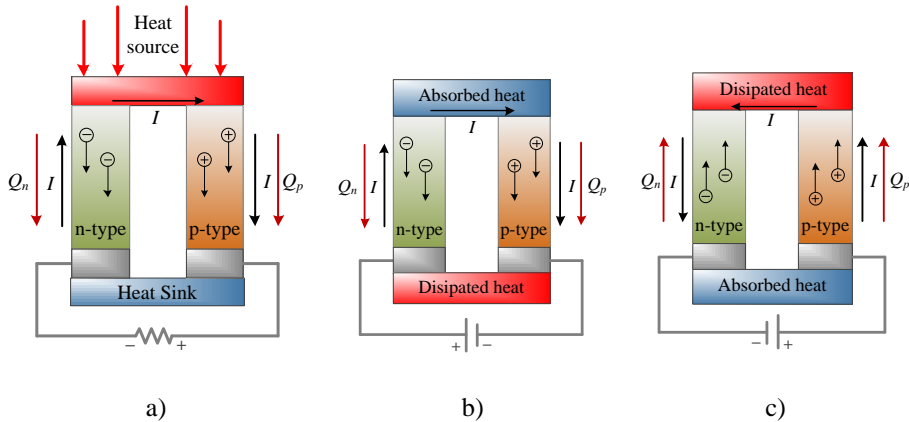 Heat
source
I
⊖
⊖
⊕
⊕
Qn
I
I
Qp
n-type
p-type
Heat Sink
− +
a)
Absorbed heat
I
⊖
⊖
⊕
⊕
Qn
I
I
Qp
n-type
p-type
Disipated heat
+ −
b)
Disipated heat
I
⊖
⊖
⊕
⊕
Qn
I
I
Qp
n-type
p-type
Absorbed heat
− +
c)